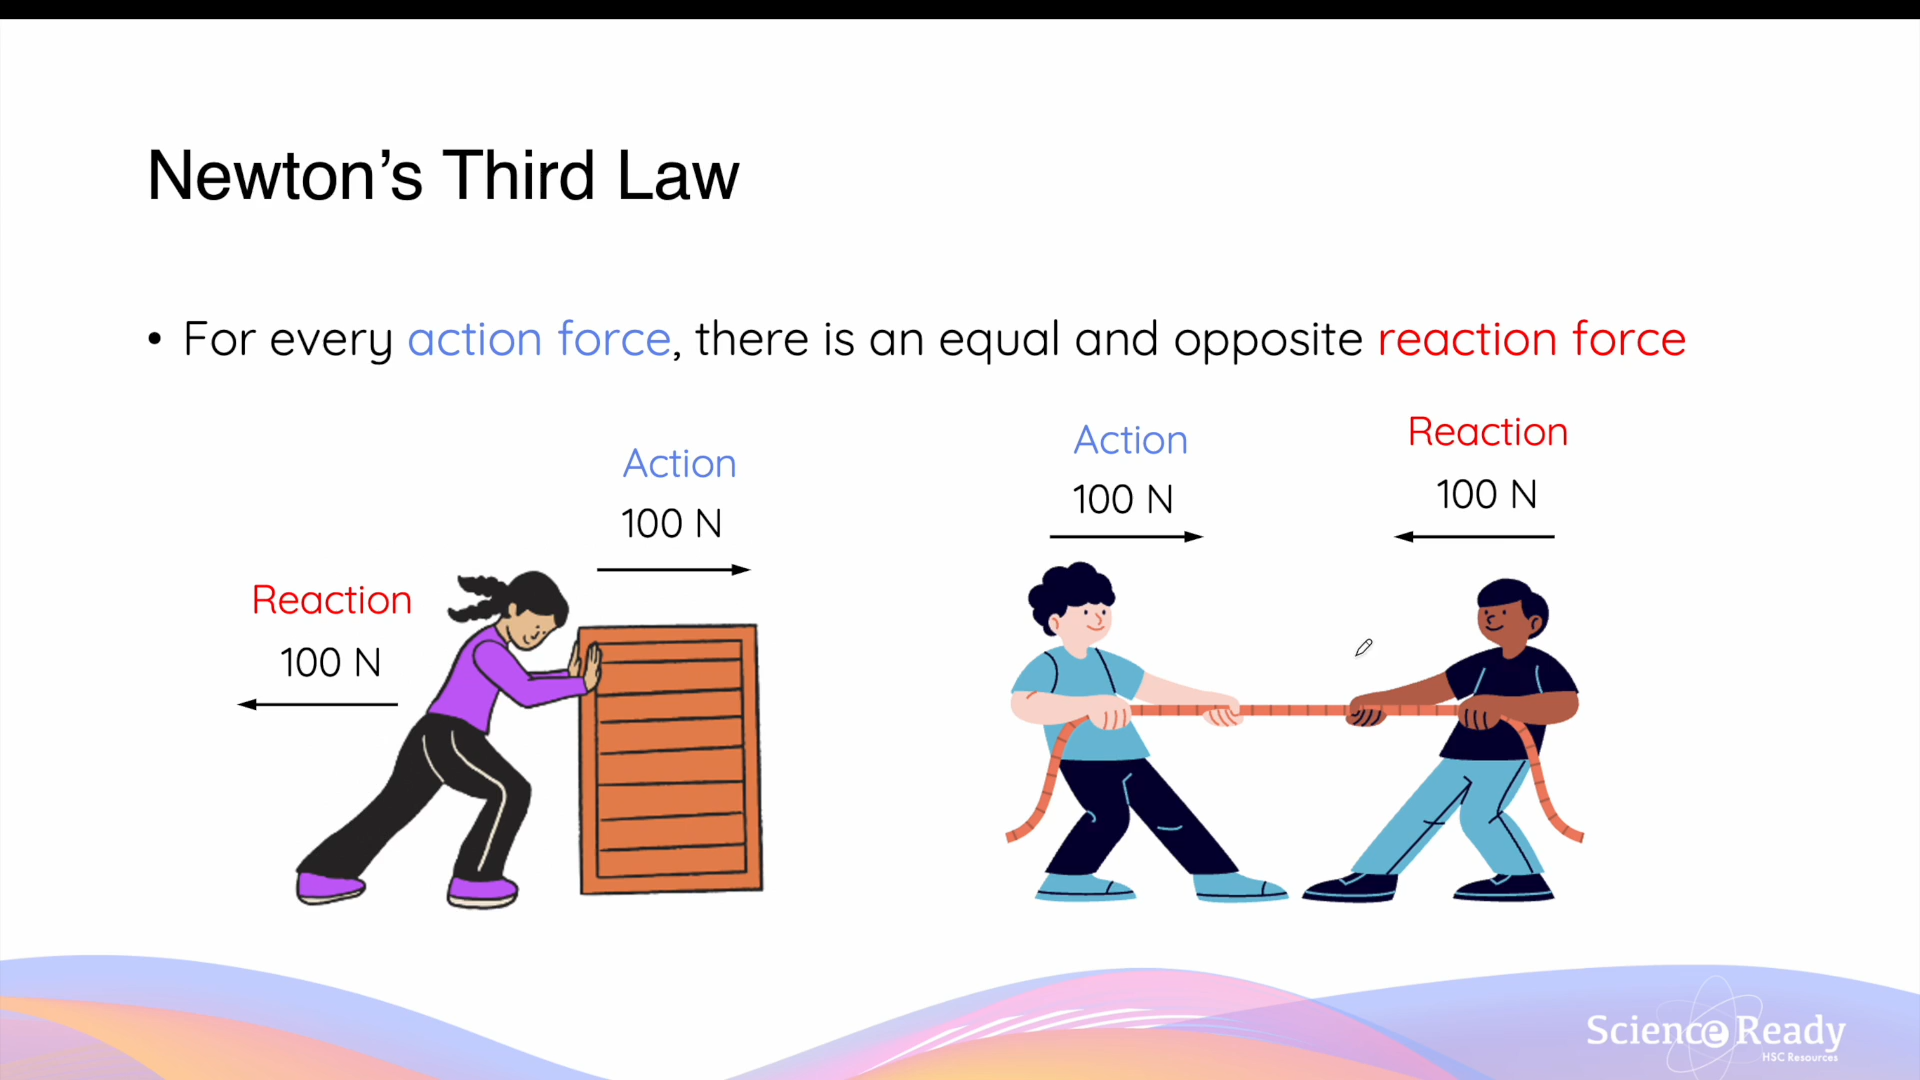 Newton’s Third Law
• For every action force, there is an equal and opposite reaction force
Action
100 N
Reaction
100 N
Action
100 N
Reaction
100 N
Science Ready
HSC Resources